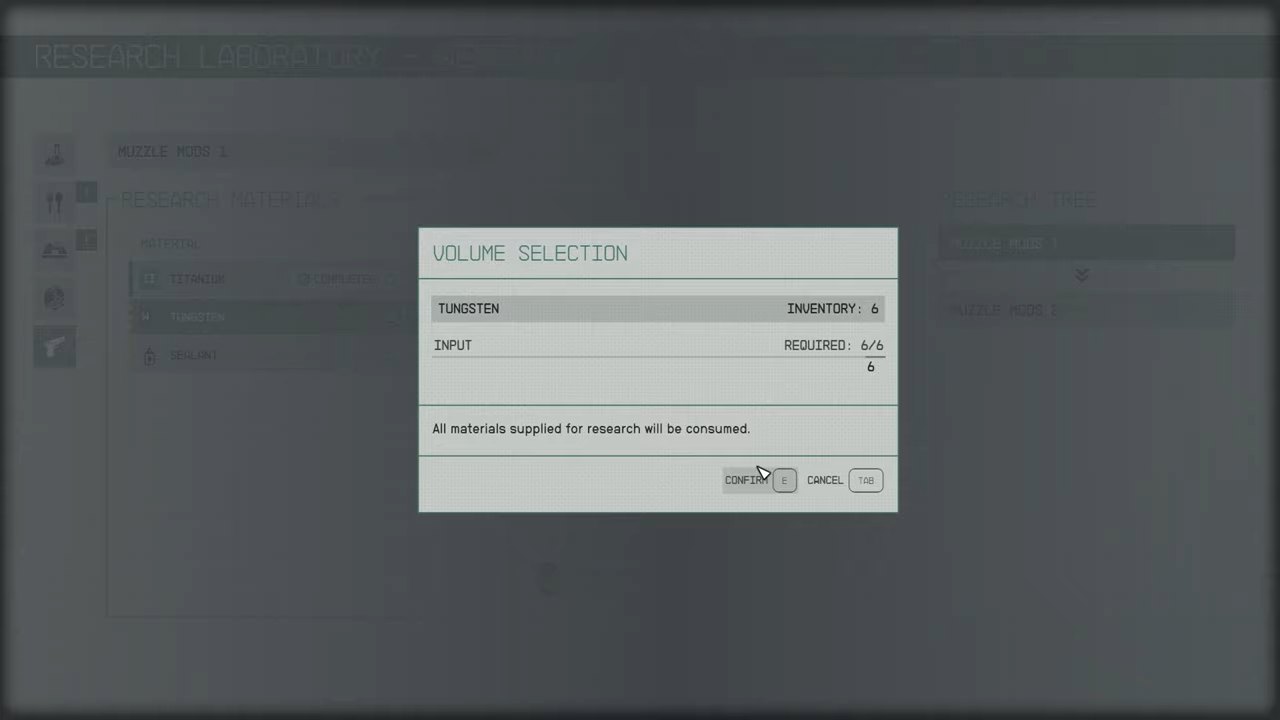 RESEARCH LABORATORY -
MUZZLE MODS 1
RESEARCH MATERIALS
RESEARCH TREE
MATERIAL
MUZZLE MODS 1
TITANIUM COMPLETED
TUNGSTEN
MUZZLE MODS 2
SEALANT
VOLUME SELECTION
TUNGSTEN INVENTORY: 6
INPUT REQUIRED: 6/6
6
All materials supplied for research will be consumed.
CONFIRM E CANCEL TAB